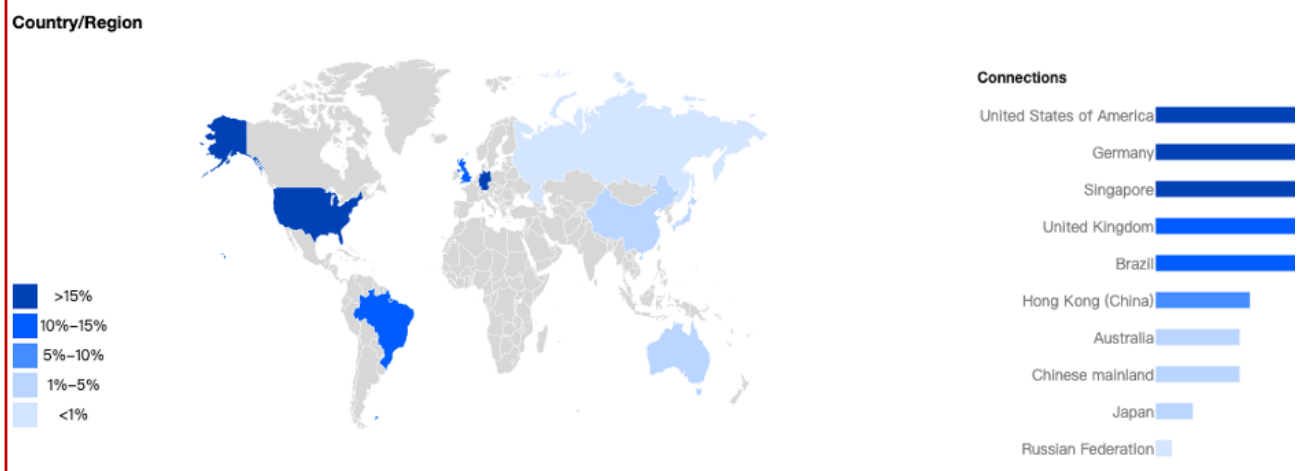 Country/Region
>15%
10%–15%
5%–10%
1%–5%
<1%
Connections
United States of America
Germany
Singapore
United Kingdom
Brazil
Hong Kong (China)
Australia
Chinese mainland
Japan
Russian Federation